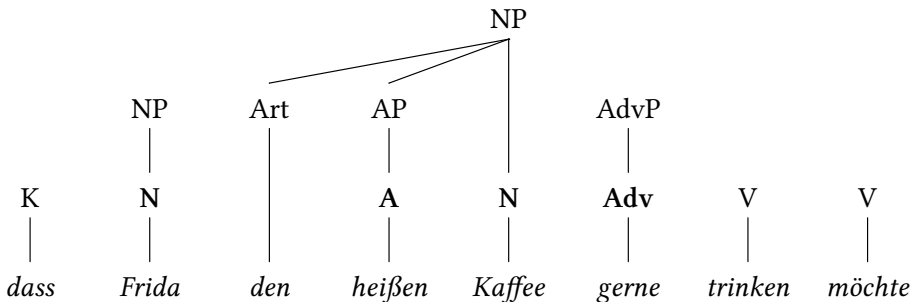 NP
NP Art AP AdvP
K N A N Adv V V
dass Frida den heißen Kaffee gerne trinken möchte